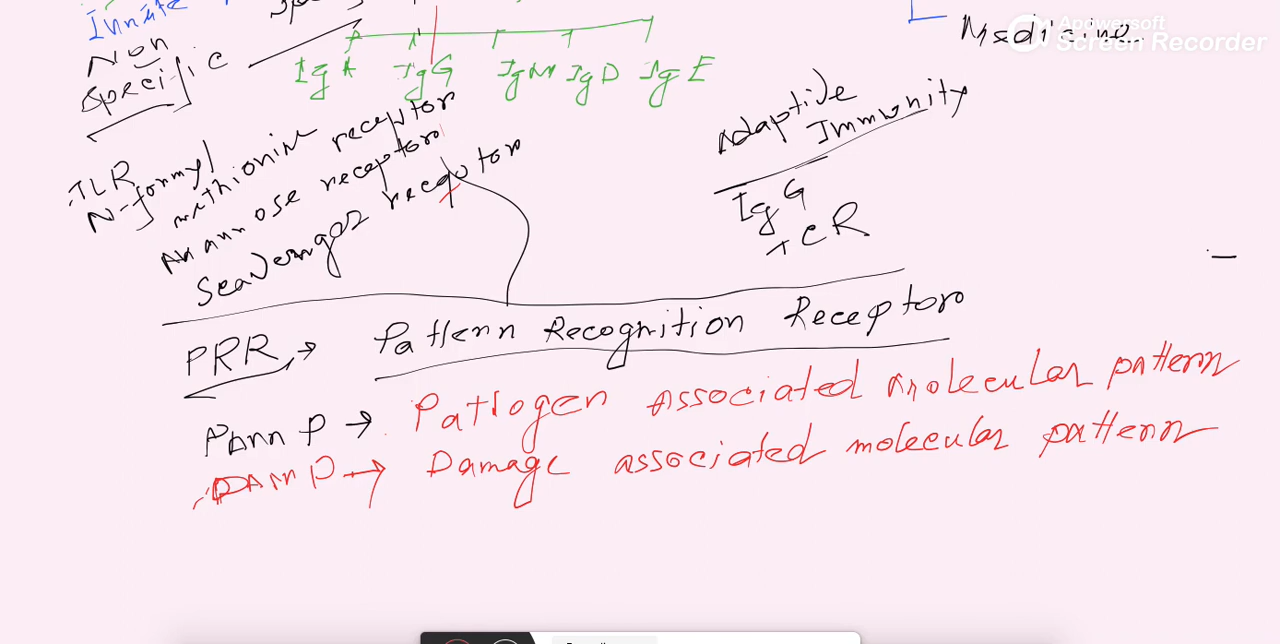 Innate
Non
Specific
IgA IgG IgM IgD IgE
Medicine
Apowersoft
Screen Recorder
TLR
N-formyl
methionine receptor
Mannose receptor
Scavenger receptor
Adaptive
Immunity
IgG
TCR
PRR → Pattern Recognition Receptor
PAMP → Pathogen associated molecular pattern
DAMP → Damage associated molecular pattern